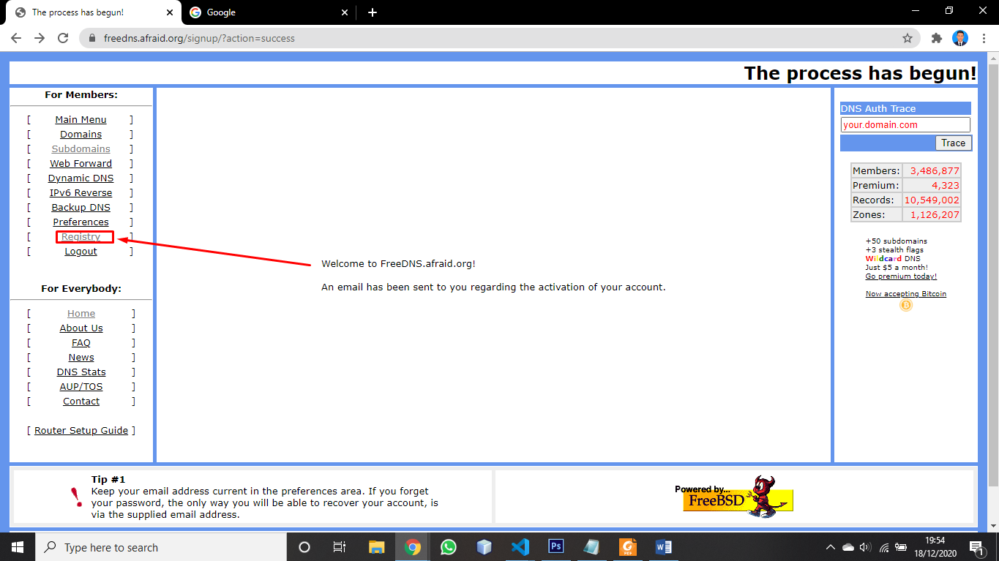 The process has begun!
Google
freedns.afraid.org/signup/?action=success
The process has begun!
For Members:
[ Main Menu ]
[ Domains ]
[ Subdomains ]
[ Web Forward ]
[ Dynamic DNS ]
[ IPv6 Reverse ]
[ Backup DNS ]
[ Preferences ]
[ Registry ]
[ Logout ]
For Everybody:
[ Home ]
[ About Us ]
[ FAQ ]
[ News ]
[ DNS Stats ]
[ AUP/TOS ]
[ Contact ]
[ Router Setup Guide ]
Welcome to FreeDNS.afraid.org!
An email has been sent to you regarding the activation of your account.
DNS Auth Trace
your.domain.com
Trace
Members: 3,486,877
Premium: 4,323
Records: 10,549,002
Zones: 1,126,207
+50 subdomains
+3 stealth flags
Wildcard DNS
Just $5 a month!
Go premium today!
Now accepting Bitcoin
Tip #1
Keep your email address current in the preferences area. If you forget
your password, the only way you will be able to recover your account, is
via the supplied email address.
Powered by...
FreeBSD
Type here to search
Ps
PDF
W
19:54
18/12/2020
1